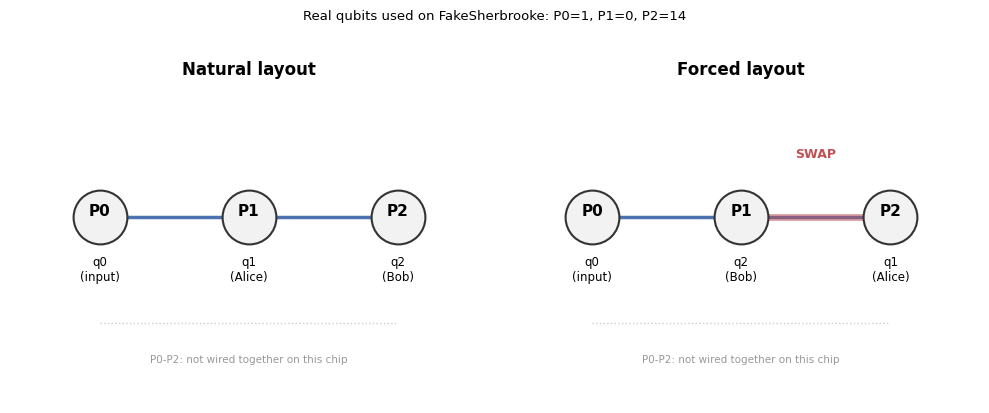 Real qubits used on FakeSherbrooke: P0=1, P1=0, P2=14
Natural layout
P0
P1
P2
q0
(input)
q1
(Alice)
q2
(Bob)
P0-P2: not wired together on this chip
Forced layout
SWAP
P0
P1
P2
q0
(input)
q2
(Bob)
q1
(Alice)
P0-P2: not wired together on this chip